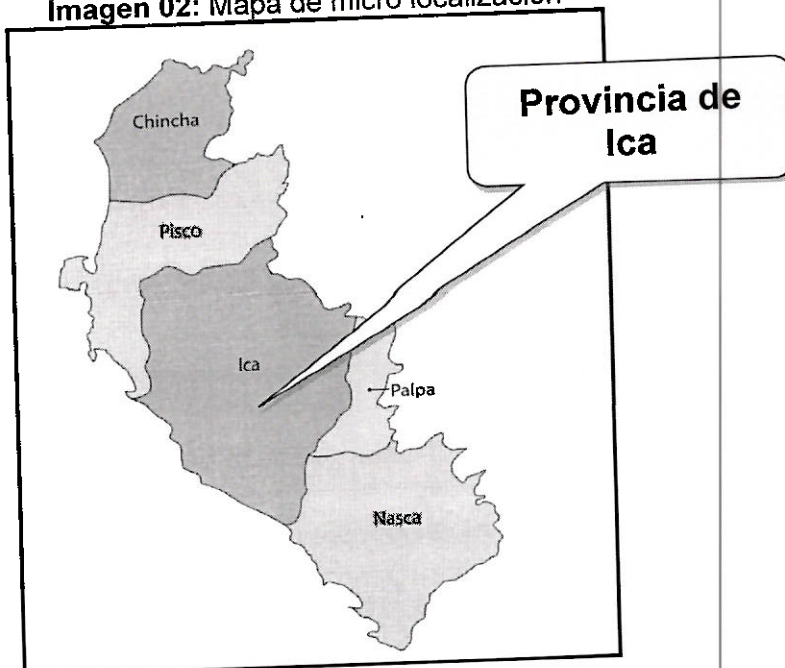 Imagen 02: Mapa de micro localización
Provincia de
Ica
Chincha
Pisco
Ica
Palpa
Nasca